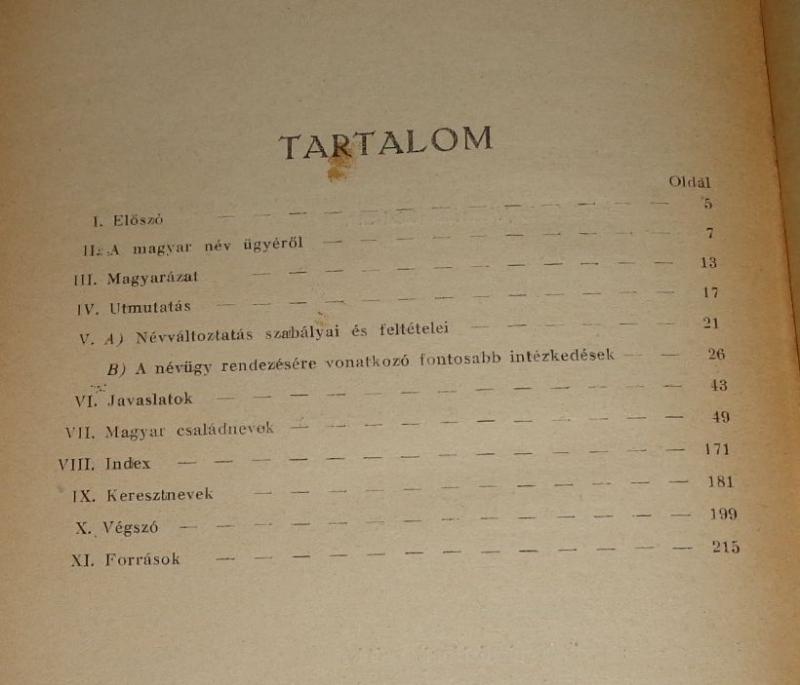 TARTALOM
Oldal
I. Előszó — — — — — — — — — — — — — 5
II. A magyar név ügyéről — — — — — — — — — — 7
III. Magyarázat — — — — — — — — — — — — 13
IV. Utmutatás — — — — — — — — — — — — — 17
V. A) Névváltoztatás szabályai és feltételei — — — — — — 21
B) A névügy rendezésére vonatkozó fontosabb intézkedések — — 26
VI. Javaslatok — — — — — — — — — — — — 43
VII. Magyar családnevek — — — — — — — — — — — 49
VIII. Index — — — — — — — — — — — — — — 171
IX. Keresztnevek — — — — — — — — — — — — 181
X. Végszó — — — — — — — — — — — — — — 199
XI. Források — — — — — — — — — — — — — 215